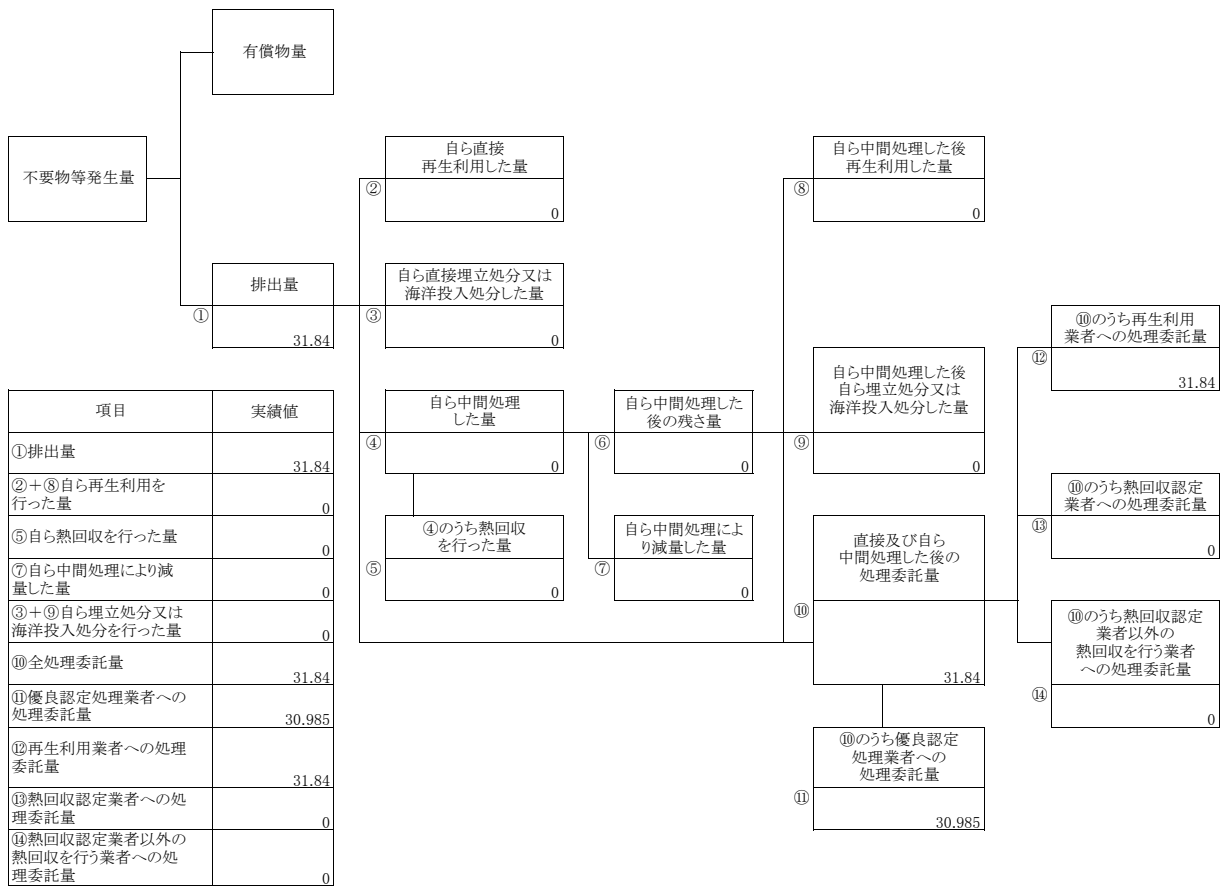 有償物量
不要物等発生量
排出量
①
31.84
自ら直接
再生利用した量
②
0
自ら直接埋立処分又は
海洋投入処分した量
③
0
自ら中間処理
した量
④
0
④のうち熱回収
を行った量
⑤
0
自ら中間処理した
後の残さ量
⑥
0
自ら中間処理によ
り減量した量
⑦
0
自ら中間処理した後
再生利用した量
⑧
0
自ら中間処理した後
自ら埋立処分又は
海洋投入処分した量
⑨
0
直接及び自ら
中間処理した後の
処理委託量
⑩
31.84
⑩のうち優良認定
処理業者への
処理委託量
⑪
30.985
⑩のうち再生利用
業者への処理委託量
⑫
31.84
⑩のうち熱回収認定
業者への処理委託量
⑬
0
⑩のうち熱回収認定
業者以外の
熱回収を行う業者
への処理委託量
⑭
0
項目 実績値
①排出量
31.84
②+⑧自ら再生利用を
行った量
0
⑤自ら熱回収を行った量
0
⑦自ら中間処理により減
量した量
0
③+⑨自ら埋立処分又は
海洋投入処分を行った量
0
⑩全処理委託量
31.84
⑪優良認定処理業者への
処理委託量
30.985
⑫再生利用業者への処理
委託量
31.84
⑬熱回収認定業者への処
理委託量
0
⑭熱回収認定業者以外の
熱回収を行う業者への処
理委託量
0